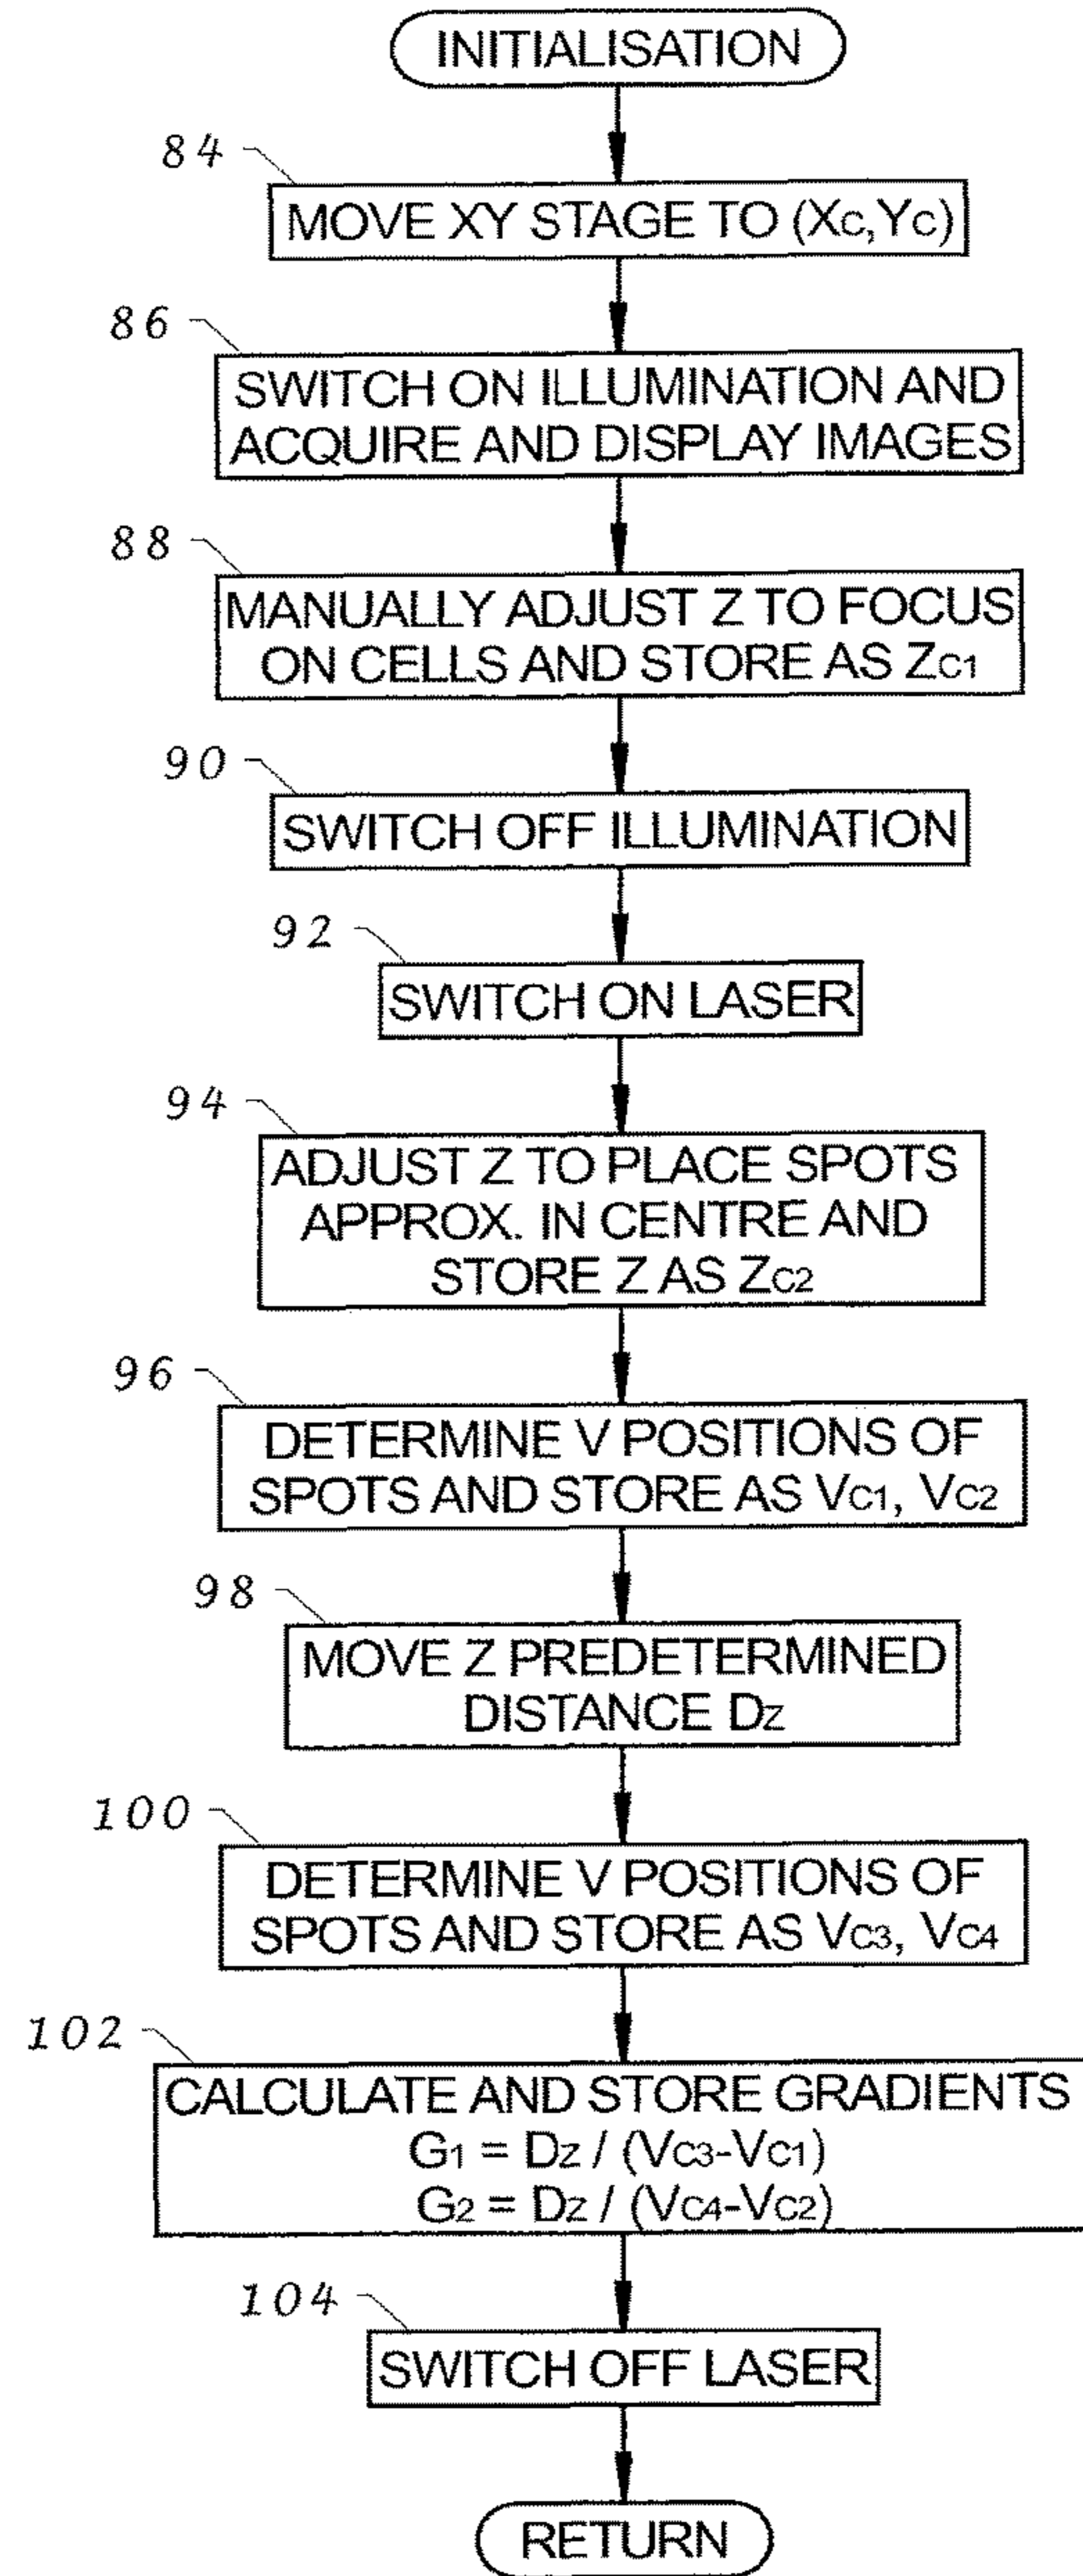 INITIALISATION
84
MOVE XY STAGE TO (XC,YC)
86
SWITCH ON ILLUMINATION AND
ACQUIRE AND DISPLAY IMAGES
88
MANUALLY ADJUST Z TO FOCUS
ON CELLS AND STORE AS ZC1
90
SWITCH OFF ILLUMINATION
92
SWITCH ON LASER
94
ADJUST Z TO PLACE SPOTS
APPROX. IN CENTRE AND
STORE Z AS ZC2
96
DETERMINE V POSITIONS OF
SPOTS AND STORE AS VC1, VC2
98
MOVE Z PREDETERMINED
DISTANCE DZ
100
DETERMINE V POSITIONS OF
SPOTS AND STORE AS VC3, VC4
102
CALCULATE AND STORE GRADIENTS
G1 = DZ / (VC3-VC1)
G2 = DZ / (VC4-VC2)
104
SWITCH OFF LASER
RETURN